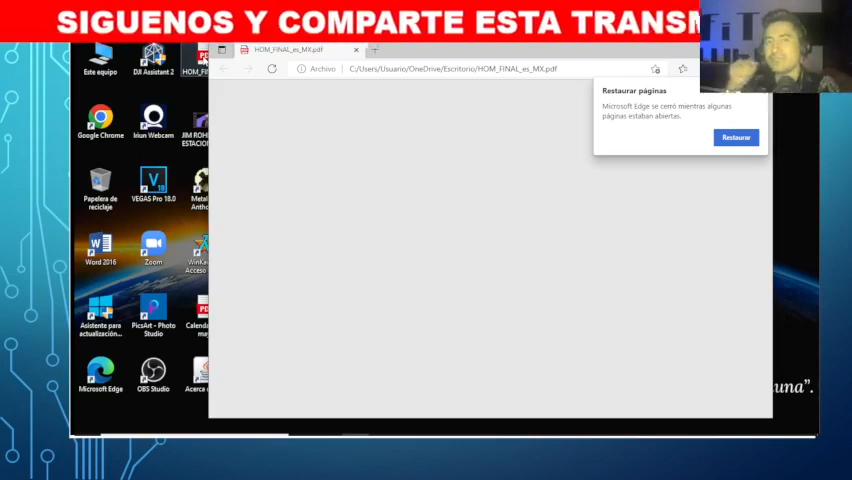 SIGUENOS Y COMPARTE ESTA TRANSM
HOM_FINAL_es_MX.pdf
Archivo
C:/Users/Usuario/OneDrive/Escritorio/HOM_FINAL_es_MX.pdf
Restaurar páginas
Microsoft Edge se cerró mientras algunas
páginas estaban abiertas.
Restaurar
Este equipo
DJI Assistant 2
HOM_FIN
Google Chrome
Iriun Webcam
JIM ROH
ESTACION
Papelera de
reciclaje
VEGAS Pro 18.0
Metal
Antho
Word 2016
Zoom
WinKa
Acceso
Asistente para
actualización...
PicsArt - Photo
Studio
Calenda
may
Microsoft Edge
OBS Studio
Acerca
una”.